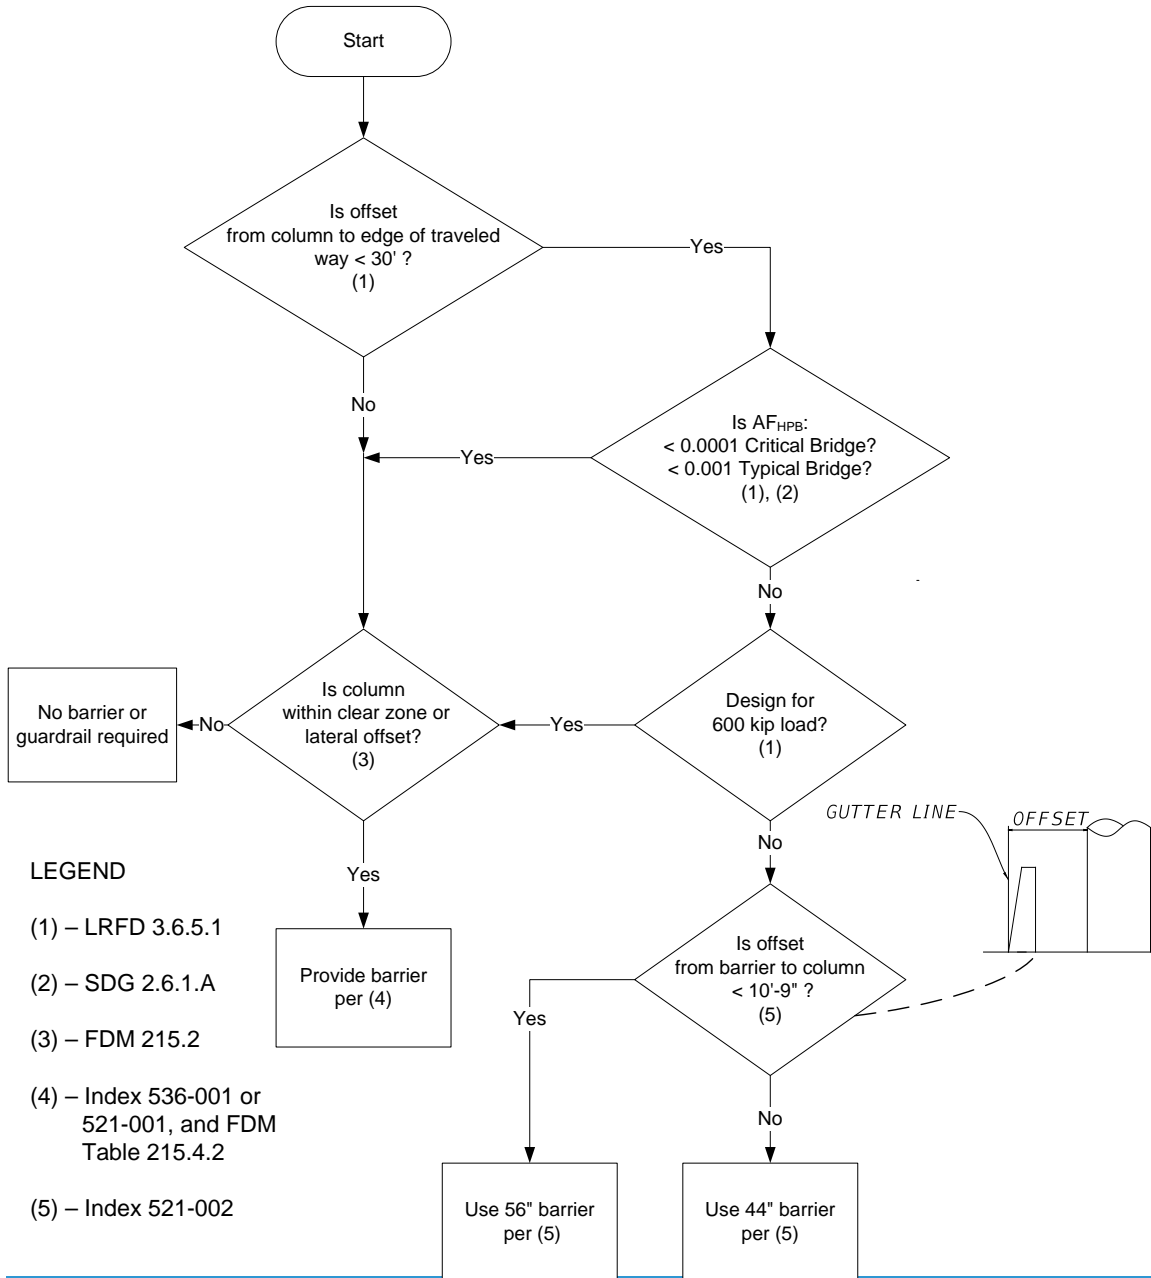 Start
Is offset
from column to edge of traveled
way < 30' ?
(1)
Yes
No
Is AFHPB:
< 0.0001 Critical Bridge?
< 0.001 Typical Bridge?
(1), (2)
Yes
No
No barrier or
guardrail required
No
Is column
within clear zone or
lateral offset?
(3)
Yes
Design for
600 kip load?
(1)
GUTTER LINE
OFFSET
No
Yes
LEGEND
(1) – LRFD 3.6.5.1
(2) – SDG 2.6.1.A
(3) – FDM 215.2
(4) – Index 536-001 or
521-001, and FDM
Table 215.4.2
(5) – Index 521-002
Provide barrier
per (4)
Is offset
from barrier to column
< 10'-9" ?
(5)
Yes
No
Use 56" barrier
per (5)
Use 44" barrier
per (5)